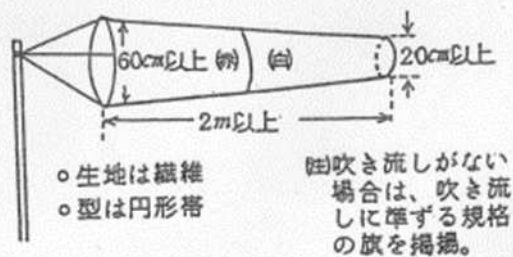 60cm以上 ㊟赤 ㊟白 20cm以上
2m以上
○生地は繊維
○型は円形帯
㊟吹き流しがない
場合は、吹き流
しに準ずる規格
の旗を掲揚。